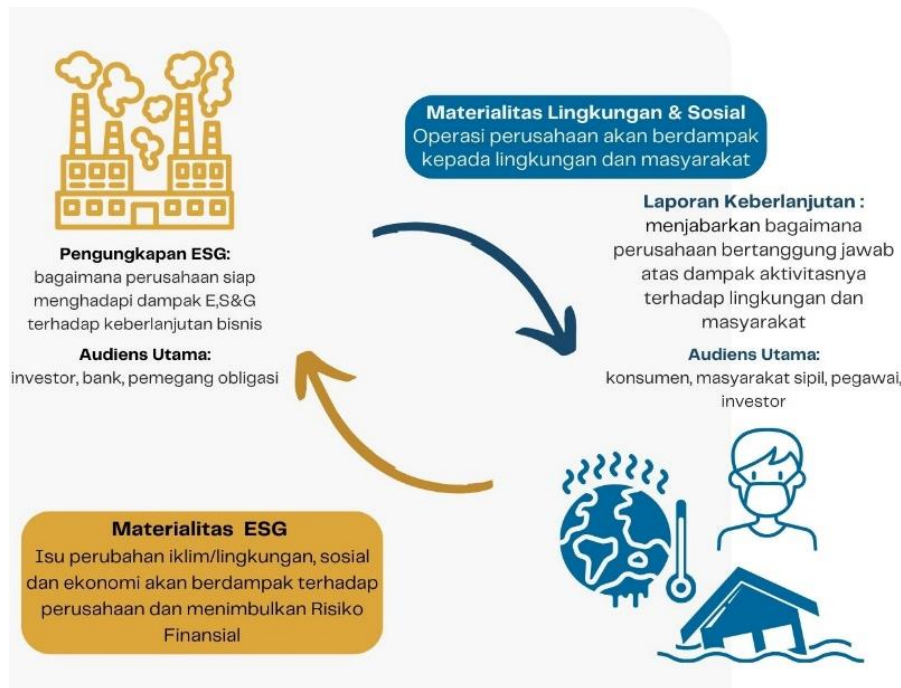 Materialitas Lingkungan & Sosial
Operasi perusahaan akan berdampak
kepada lingkungan dan masyarakat
Laporan Keberlanjutan :
menjabarkan bagaimana
perusahaan bertanggung jawab
atas dampak aktivitasnya
terhadap lingkungan dan
masyarakat
Audiens Utama:
konsumen, masyarakat sipil, pegawai,
investor
Pengungkapan ESG:
bagaimana perusahaan siap
menghadapi dampak E,S&G
terhadap keberlanjutan bisnis
Audiens Utama:
investor, bank, pemegang obligasi
Materialitas ESG
Isu perubahan iklim/lingkungan, sosial
dan ekonomi akan berdampak terhadap
perusahaan dan menimbulkan Risiko
Finansial